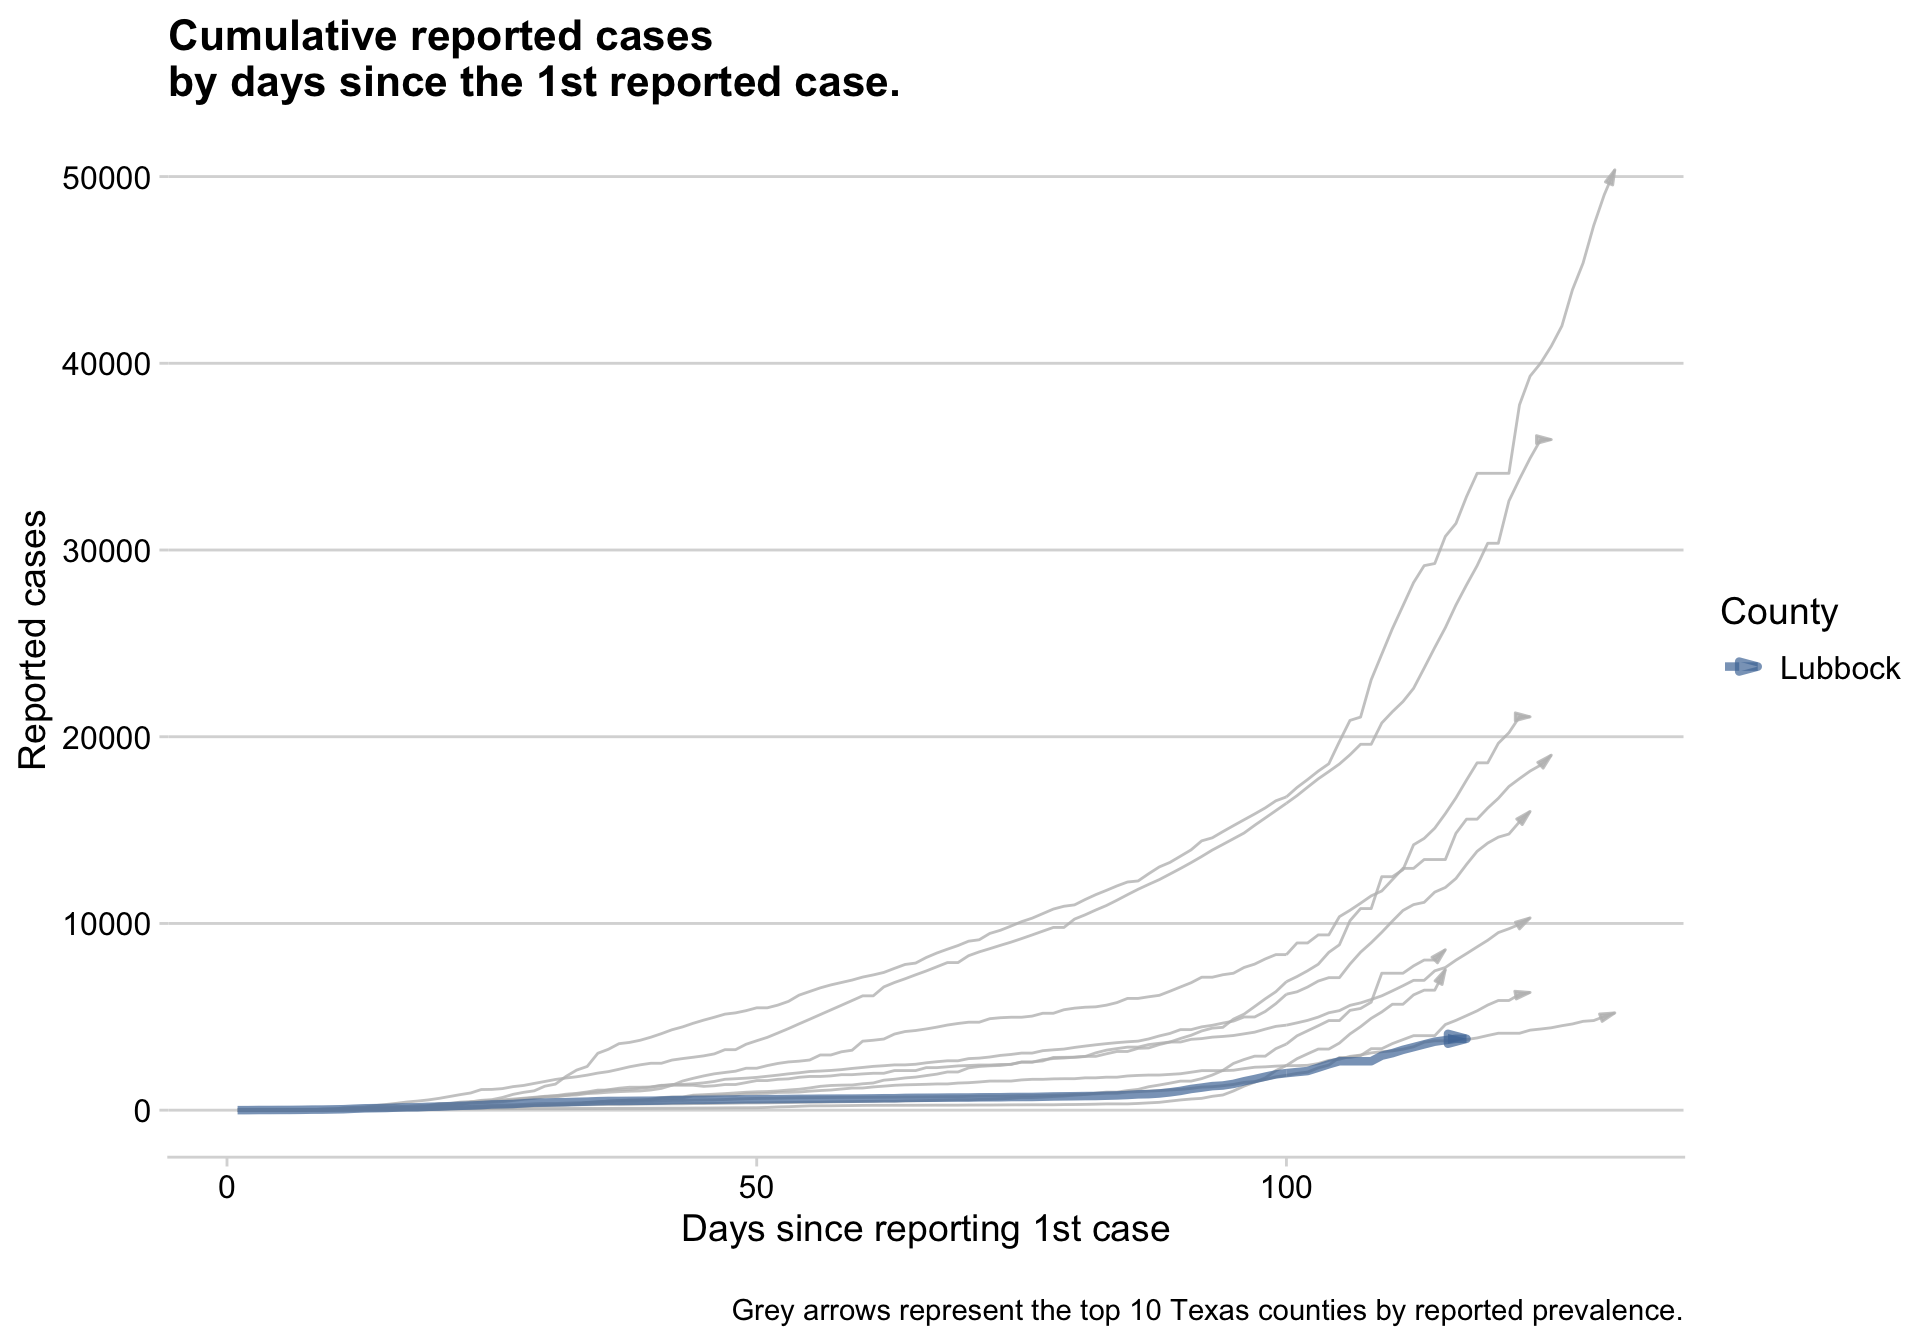 Cumulative reported cases
by days since the 1st reported case.
50000
40000
30000
20000
10000
0
Reported cases
0 50 100
Days since reporting 1st case
County
Lubbock
Grey arrows represent the top 10 Texas counties by reported prevalence.